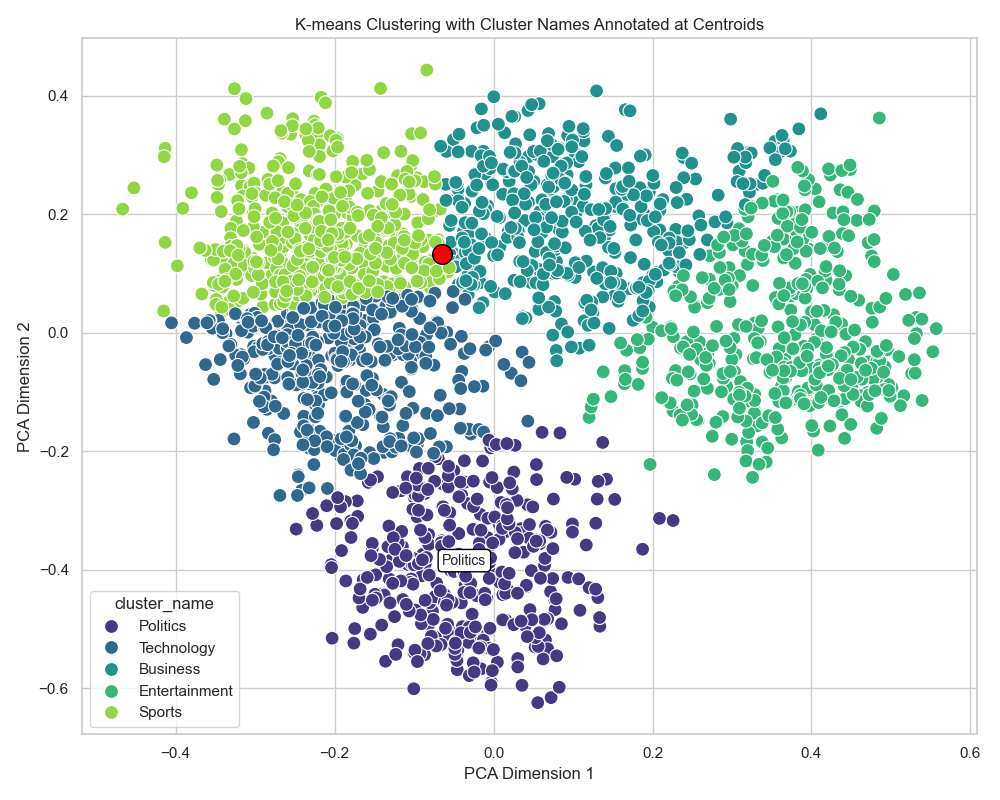 K-means Clustering with Cluster Names Annotated at Centroids
PCA Dimension 2
0.4
0.2
0.0
−0.2
−0.4
−0.6
Politics
cluster_name
Politics
Technology
Business
Entertainment
Sports
−0.4
−0.2
0.0
0.2
0.4
0.6
PCA Dimension 1